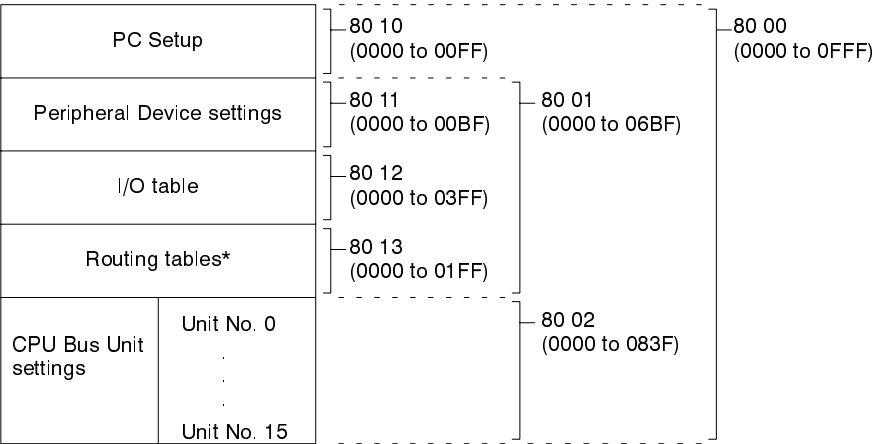 PC Setup
80 10
(0000 to 00FF)
80 00
(0000 to 0FFF)
Peripheral Device settings
80 11
(0000 to 00BF)
80 01
(0000 to 06BF)
I/O table
80 12
(0000 to 03FF)
Routing tables*
80 13
(0000 to 01FF)
CPU Bus Unit
settings
Unit No. 0
.
.
.
Unit No. 15
80 02
(0000 to 083F)